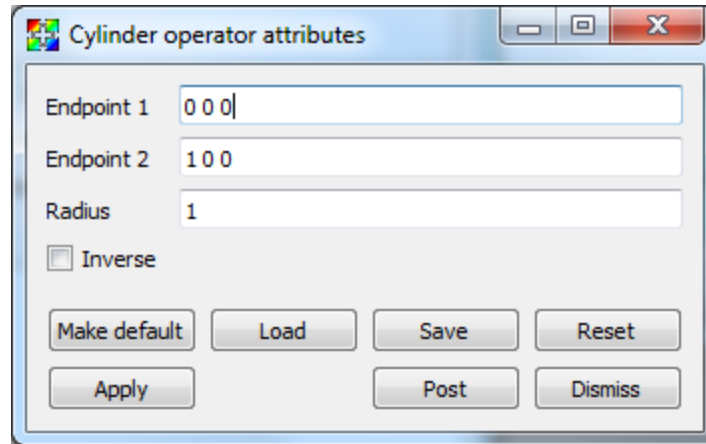 Cylinder operator attributes
Endpoint 1 0 0 0
Endpoint 2 1 0 0
Radius 1
Inverse
Make default Load Save Reset
Apply Post Dismiss